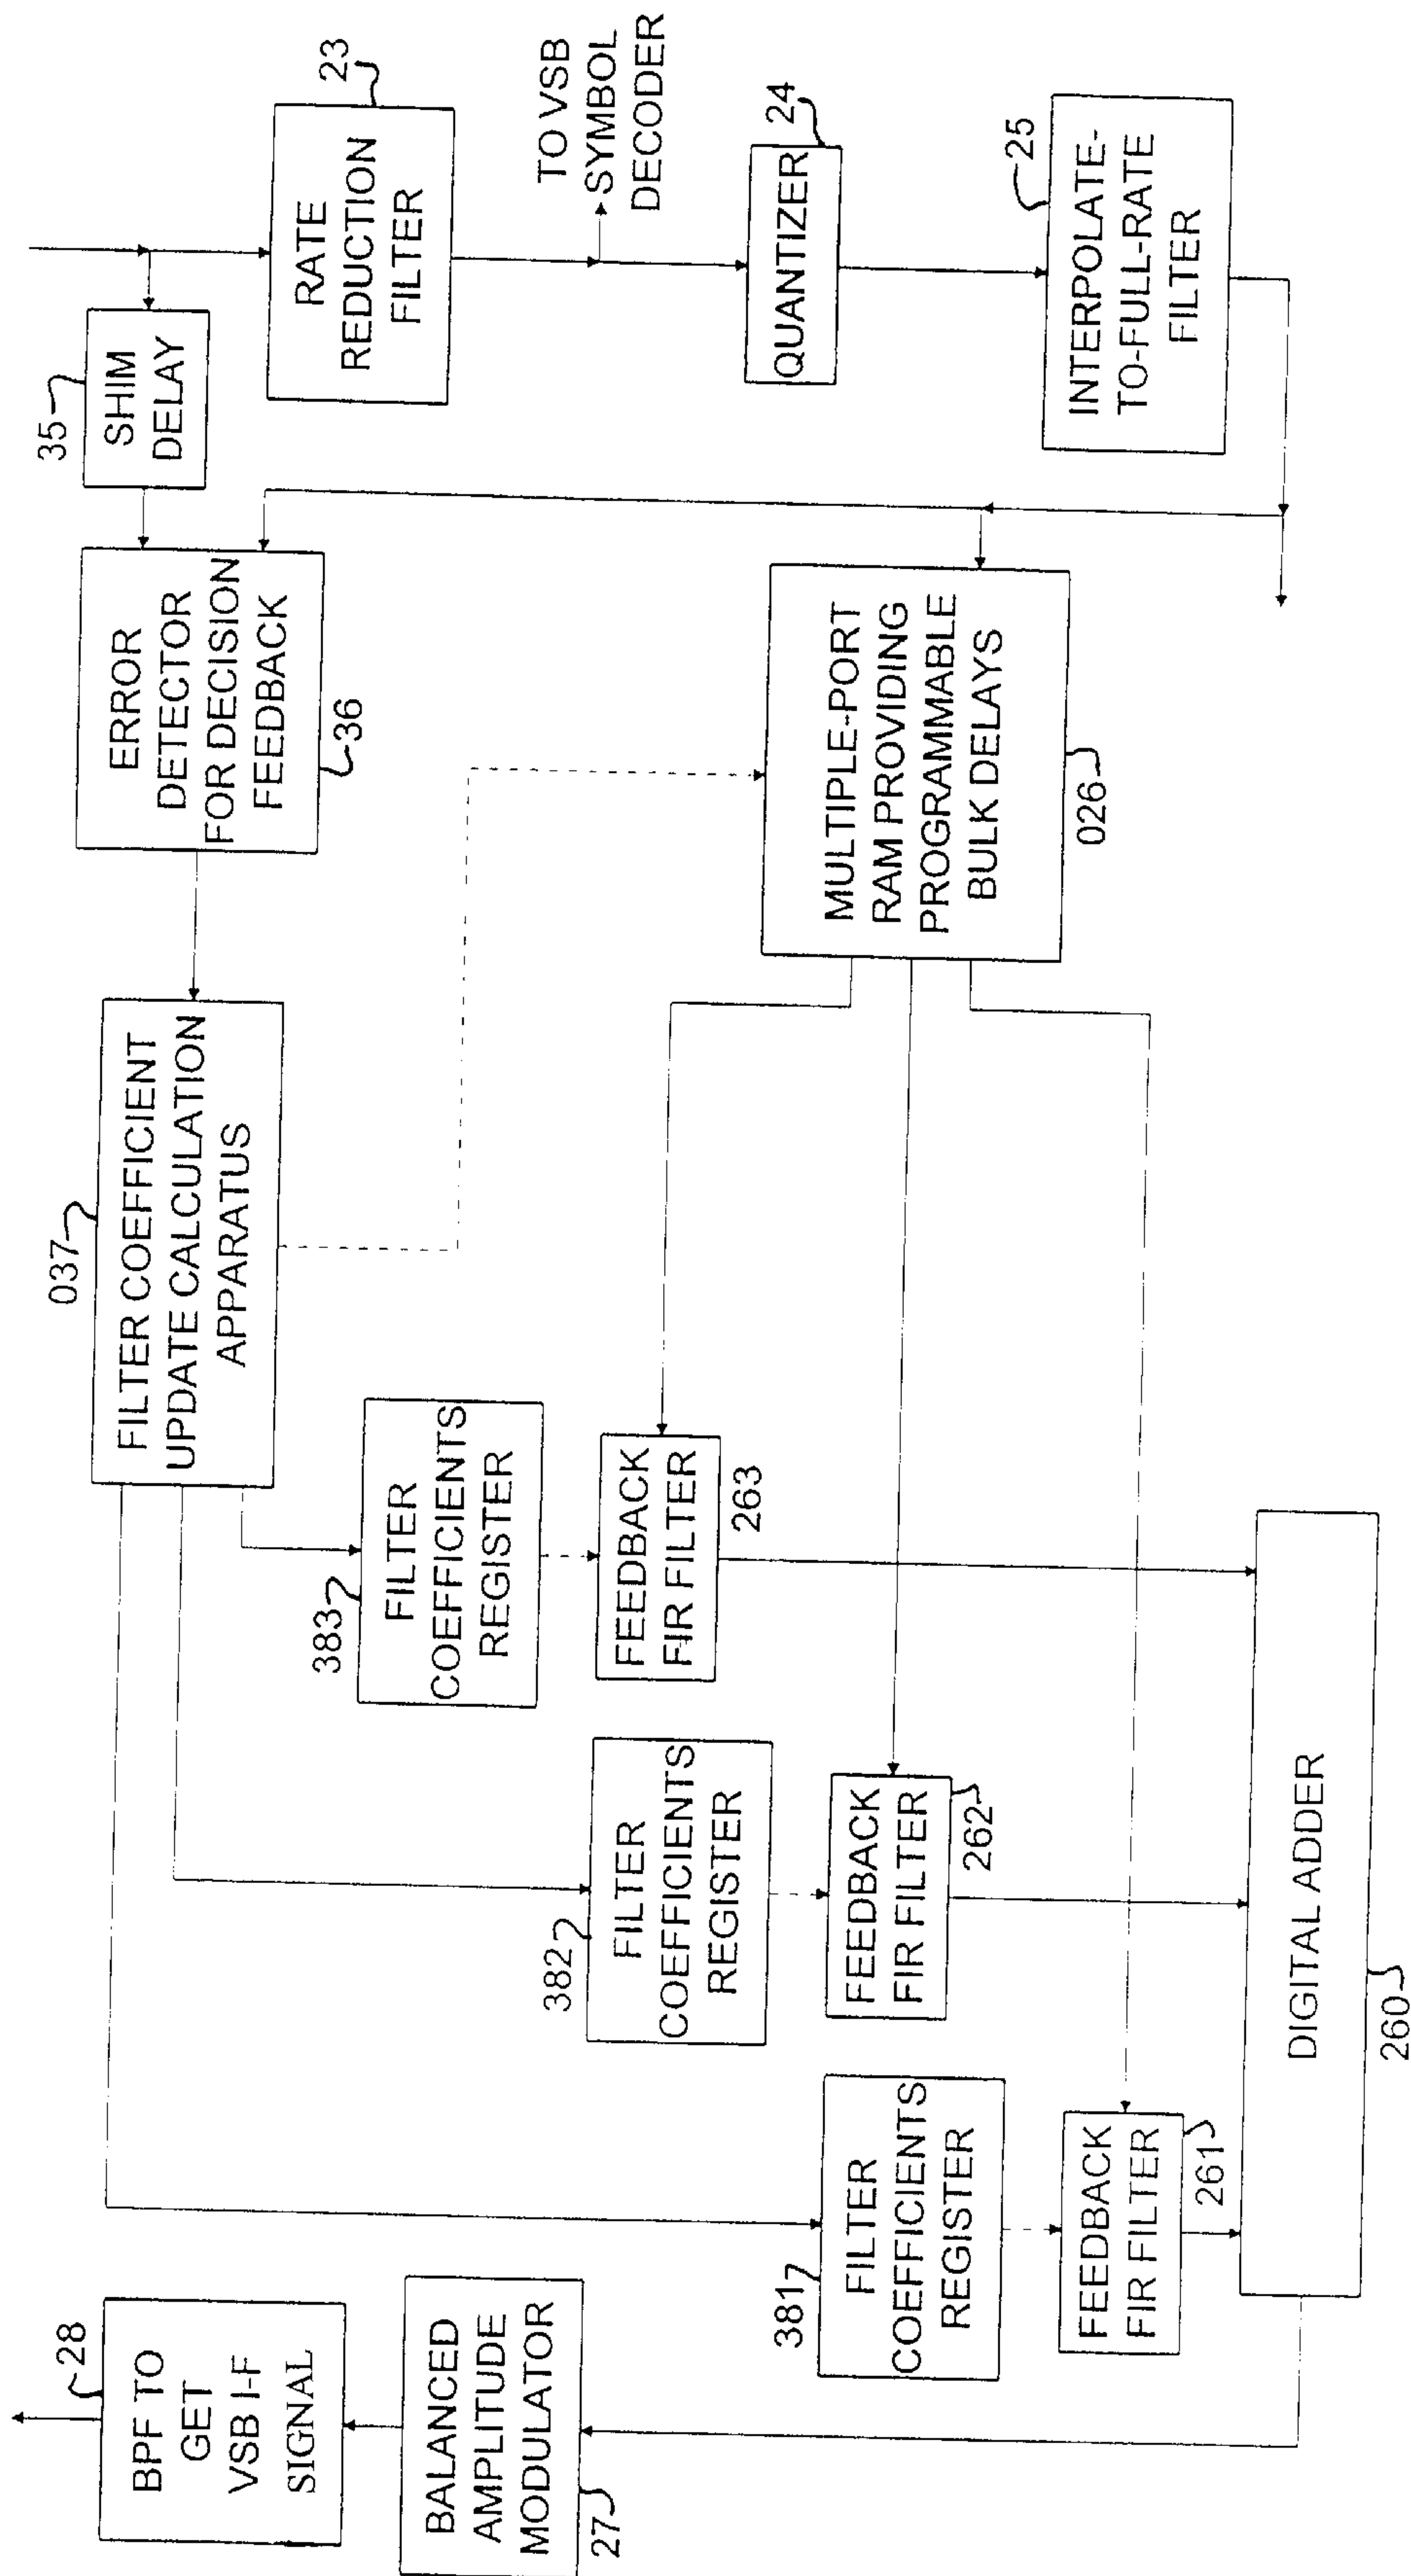 28
BPF TO
GET
VSB I-F
SIGNAL
BALANCED
AMPLITUDE
MODULATOR
27
037
FILTER COEFFICIENT
UPDATE CALCULATION
APPARATUS
ERROR
DETECTOR
FOR DECISION
FEEDBACK
36
35
SHIM
DELAY
RATE
REDUCTION
FILTER
23
TO VSB
SYMBOL
DECODER
383
FILTER
COEFFICIENTS
REGISTER
FEEDBACK
FIR FILTER
263
382
FILTER
COEFFICIENTS
REGISTER
FEEDBACK
FIR FILTER
262
381
FILTER
COEFFICIENTS
REGISTER
FEEDBACK
FIR FILTER
261
MULTIPLE-PORT
RAM PROVIDING
PROGRAMMABLE
BULK DELAYS
026
QUANTIZER
24
25
INTERPOLATE-
TO-FULL-RATE
FILTER
DIGITAL ADDER
260